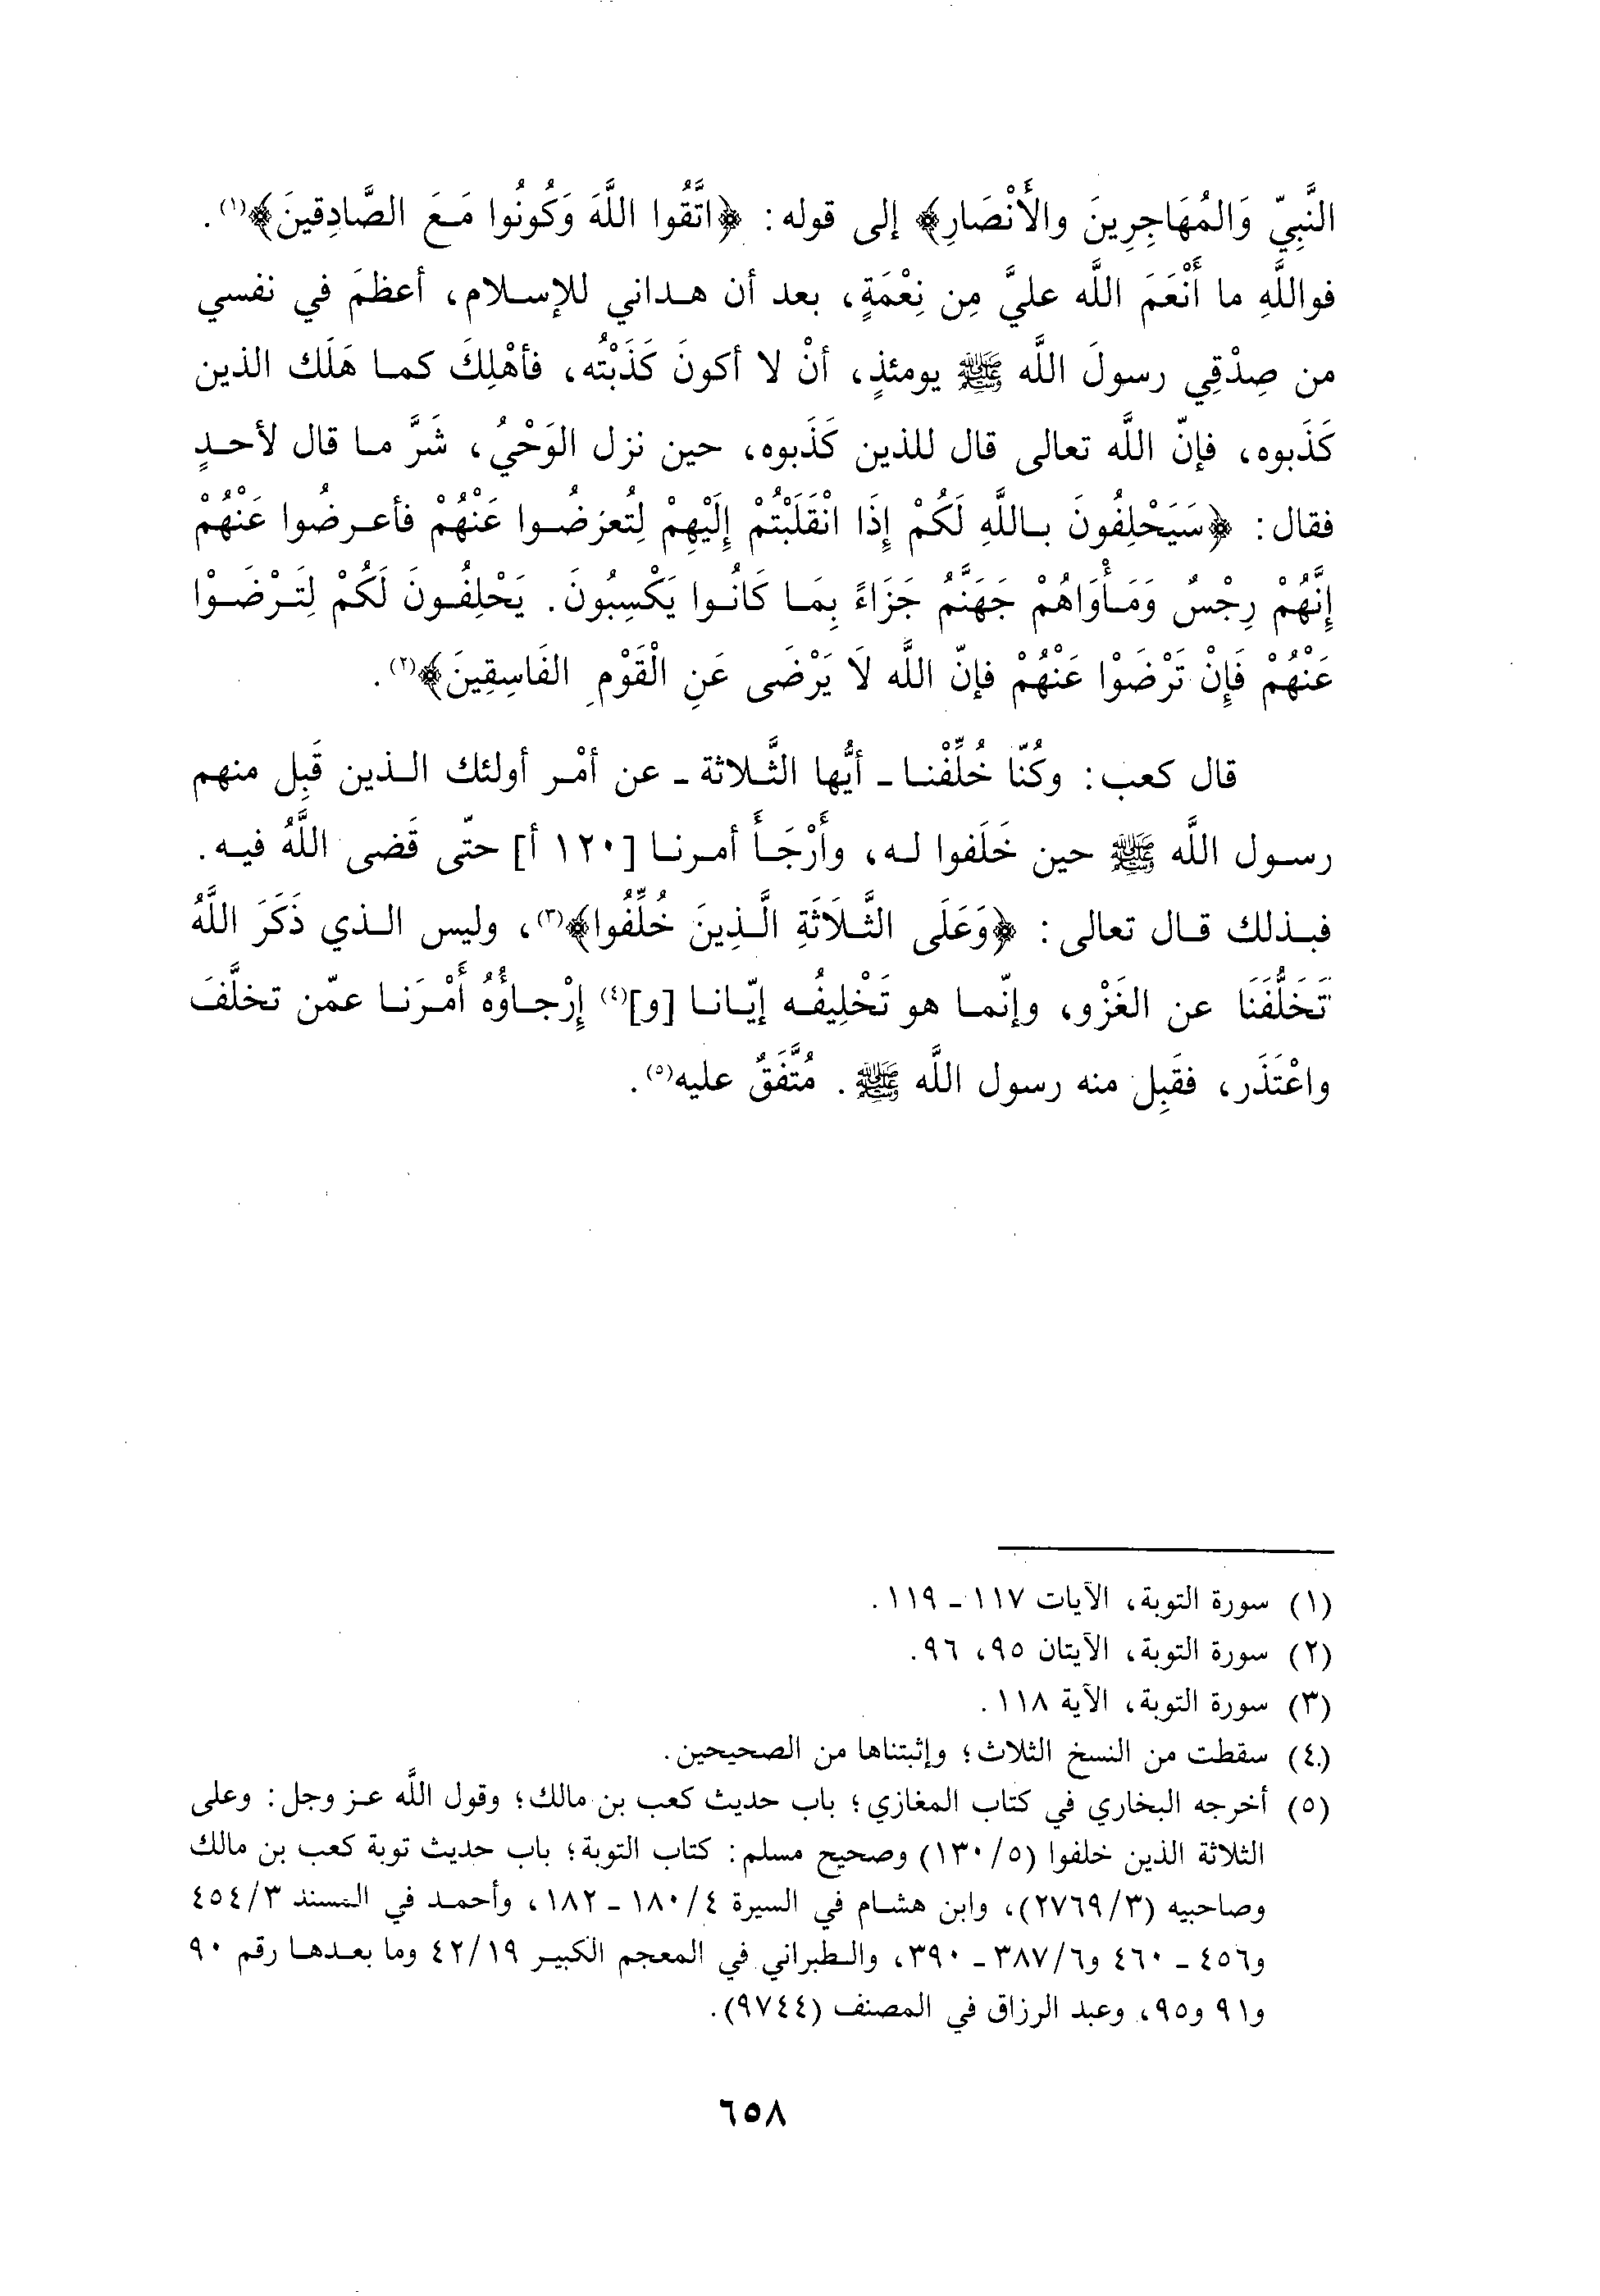 النَّبِيّ وَالمُهَاجِرِينَ والأَنْصَارِ﴾ إلى قوله: ﴿اتَّقُوا اللَّهَ وَكُونُوا مَعَ الصَّادِقِينَ﴾(١).
فواللَّهِ ما أَنْعَمَ اللَّه عليَّ مِن نِعْمَةٍ، بعد أن هداني للإسلام، أعظمَ في نفسي
من صِدْقِي رسولَ اللَّه ﷺ يومئذٍ، أنْ لا أكونَ كَذَبْتُه، فأهْلِكَ كما هَلَك الذين
كَذَبوه، فإنّ اللَّه تعالى قال للذين كَذَبوه، حين نزل الوَحْيُ، شَرَّ ما قال لأحدٍ
فقال: ﴿سَيَحْلِفُونَ باللَّهِ لَكُمْ إِذَا انْقَلَبْتُمْ إِلَيْهِمْ لِتُعرِضُوا عَنْهُمْ فأعرضُوا عَنْهُمْ
إِنَّهُمْ رِجْسٌ وَمَأْوَاهُمْ جَهَنَّمُ جَزَاءً بِمَا كَانُوا يَكْسِبُونَ. يَحْلِفُونَ لَكُمْ لِتَرْضَوْا
عَنْهُمْ فَإِنْ تَرْضَوْا عَنْهُمْ فإنّ اللَّه لَا يَرْضَى عَنِ الْقَوْمِ الفَاسِقِينَ﴾(٢).
قال كعب: وكُنّا خُلِّفْنا ـ أيُّها الثَّلاثة ـ عن أمْر أولئك الذين قَبِل منهم
رسول اللَّه ﷺ حين خَلَفوا له، وأَرْجَأَ أمرنا [١٢٠ أ] حتّى قَضى اللَّهُ فيه.
فبذلك قال تعالى: ﴿وَعَلَى الثَّلَاثَةِ الَّذِينَ خُلِّفُوا﴾(٣)، وليس الذي ذَكَرَ اللَّهُ
تَخَلُّفَنَا عن الغَزْو، وإنّما هو تَخْلِيفُه إيّانا [و](٤) إرْجاؤُهُ أَمْرَنا عمّن تخلَّفَ
واعْتَذَر، فقَبِل منه رسول اللَّه ﷺ. مُتَّفَقٌ عليه(٥).
(١) سورة التوبة، الآيات ١١٧ ـ ١١٩.
(٢) سورة التوبة، الآيتان ٩٥، ٩٦.
(٣) سورة التوبة، الآية ١١٨.
(٤) سقطت من النسخ الثلاث؛ وإثبتناها من الصحيحين.
(٥) أخرجه البخاري في كتاب المغازي؛ باب حديث كعب بن مالك؛ وقول اللَّه عز وجل: وعلى
الثلاثة الذين خلفوا (١٣٠/٥) وصحيح مسلم: كتاب التوبة؛ باب حديث توبة كعب بن مالك
وصاحبيه (٢٧٦٩/٣)، وابن هشام في السيرة ١٨٠/٤ ـ ١٨٢، وأحمد في المسند ٤٥٤/٣
و٤٥٦ ـ ٤٦٠ و٣٨٧/٦ ـ ٣٩٠، والطبراني في المعجم الكبير ٤٢/١٩ وما بعدها رقم ٩٠
و٩١ و٩٥، وعبد الرزاق في المصنف (٩٧٤٤).
٦٥٨